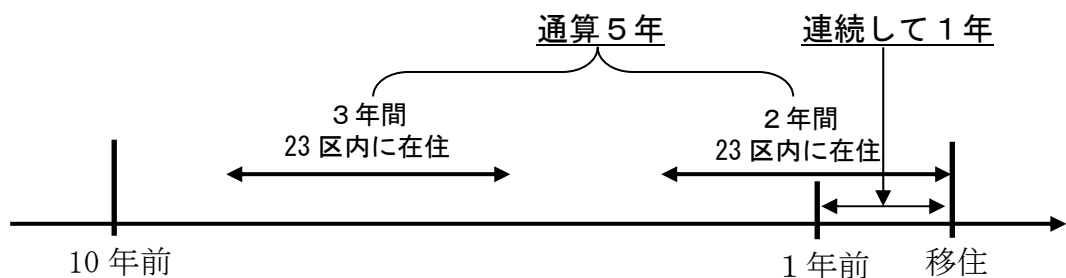 通算５年
連続して１年
３年間
23 区内に在住
２年間
23 区内に在住
10 年前
１年前
移住